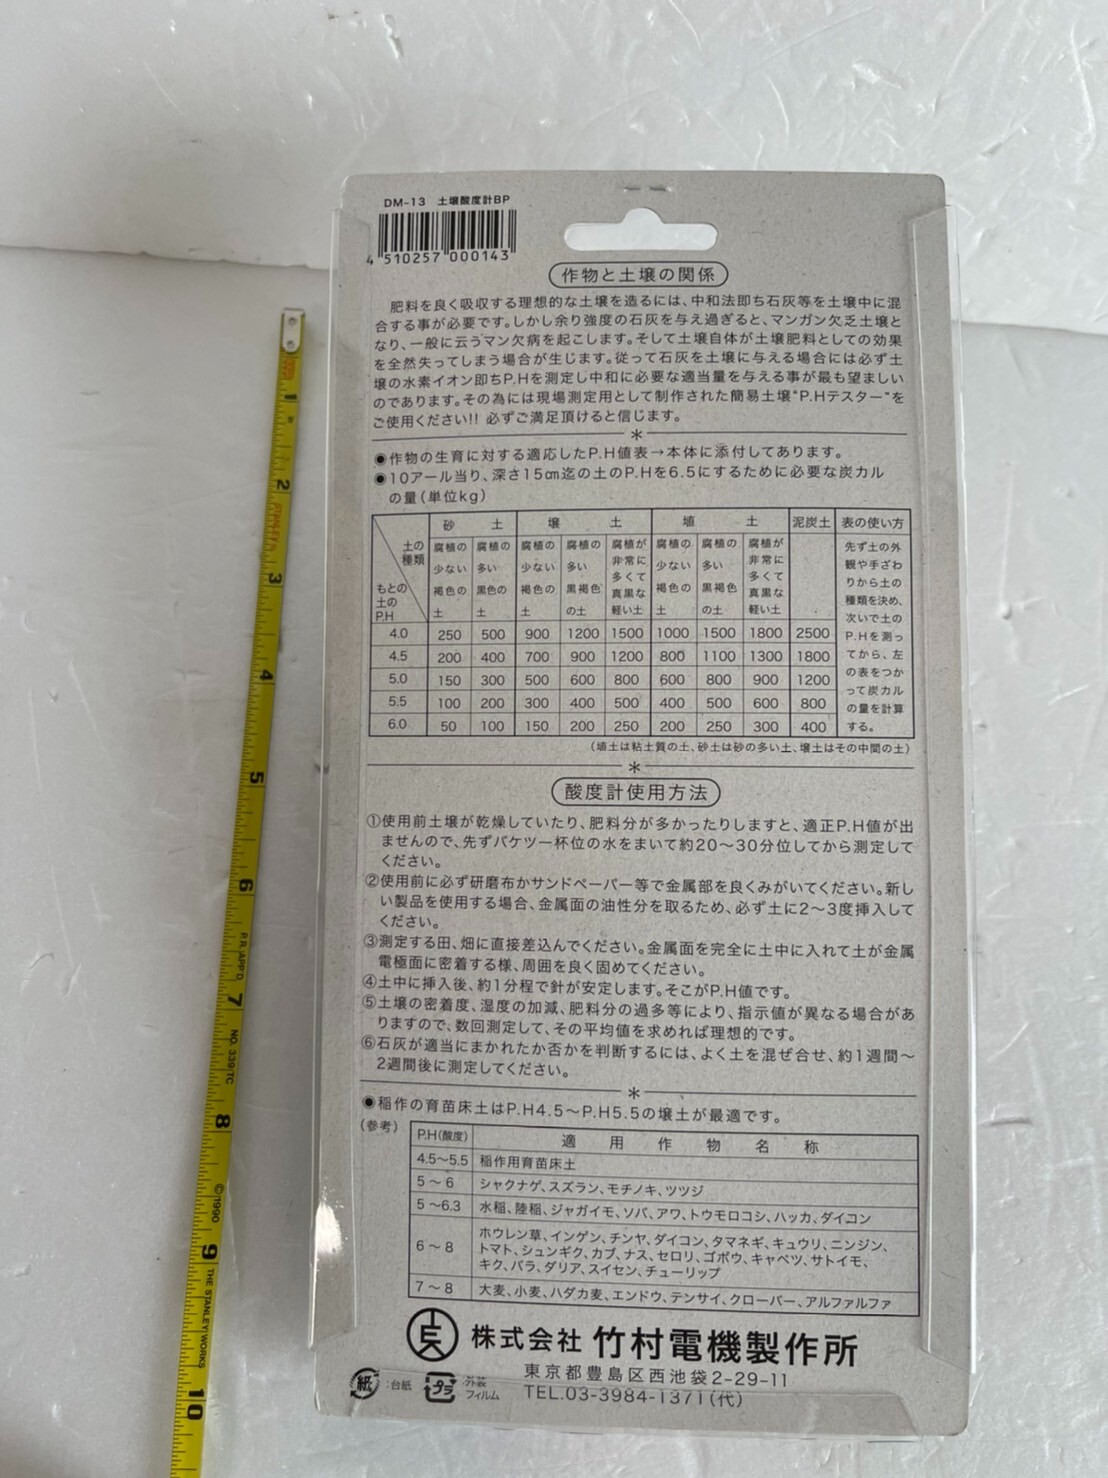 DM-13 土壌酸度計BP
4 510257 000143
作物と土壌の関係
肥料を良く吸収する理想的な土壌を造るには、中和法即ち石灰等を土壌中に混
合する事が必要です。しかし余り強度の石灰を与え過ぎると、マンガン欠乏土壌と
なり、一般に云うマン欠病を起こします。そして土壌自体が土壌肥料としての効果
を全然失ってしまう場合が生じます。従って石灰を土壌に与える場合には必ず土
壌の水素イオン即ちP.Hを測定し中和に必要な適当量を与える事が最も望ましい
のであります。その為には現場測定用として制作された簡易土壌"P.Hテスター"を
ご使用ください!! 必ずご満足頂けると信じます。
*
●作物の生育に対する適応したP.H値表→本体に添付してあります。
●10アール当り、深さ15cm迄の土のP.Hを6.5にするために必要な炭カル
の量(単位kg)
砂 土 壌 土 埴 土 泥炭土 表の使い方
土の種類 もとの土のP.H
腐植の少ない褐色の土 腐植の多い黒色の土 腐植の少ない褐色の土 腐植の多い黒褐色の土 腐植が非常に多くて真黒な軽い土 腐植の少ない褐色の土 腐植の多い黒褐色の土 腐植が非常に多くて真黒な軽い土
4.0 250 500 900 1200 1500 1000 1500 1800 2500
4.5 200 400 700 900 1200 800 1100 1300 1800
5.0 150 300 500 600 800 600 800 900 1200
5.5 100 200 300 400 500 400 500 600 800
6.0 50 100 150 200 250 200 250 300 400
先ず土の外
観や手ざわ
りから土の
種類を決め、
次いで土の
P.Hを測っ
てから、左
の表をつか
って炭カル
の量を計算
する。
(埴土は粘土質の土、砂土は砂の多い土、壌土はその中間の土)
*
酸度計使用方法
①使用前土壌が乾燥していたり、肥料分が多かったりしますと、適正P.H値が出
ませんので、先ずバケツ一杯位の水をまいて約20〜30分位してから測定して
ください。
②使用前に必ず研磨布かサンドペーパー等で金属部を良くみがいてください。新し
い製品を使用する場合、金属面の油性分を取るため、必ず土に2〜3度挿入して
ください。
③測定する田、畑に直接差込んでください。金属面を完全に土中に入れて土が金属
電極面に密着する様、周囲を良く固めてください。
④土中に挿入後、約1分程で針が安定します。そこがP.H値です。
⑤土壌の密着度、湿度の加減、肥料分の過多等により、指示値が異なる場合があ
りますので、数回測定して、その平均値を求めれば理想的です。
⑥石灰が適当にまかれたか否かを判断するには、よく土を混ぜ合せ、約1週間〜
2週間後に測定してください。
*
●稲作の育苗床土はP.H4.5〜P.H5.5の壌土が最適です。
(参考)
P.H(酸度) 適用作物名称
4.5〜5.5 稲作用育苗床土
5〜6 シャクナゲ、スズラン、モチノキ、ツツジ
5〜6.3 水稲、陸稲、ジャガイモ、ソバ、アワ、トウモロコシ、ハッカ、ダイコン
6〜8 ホウレン草、インゲン、チシヤ、ダイコン、タマネギ、キュウリ、ニンジン、
トマト、シュンギク、カブ、ナス、セロリ、ゴボウ、キャベツ、サトイモ、
キク、バラ、ダリア、スイセン、チューリップ
7〜8 大麦、小麦、ハダカ麦、エンドウ、テンサイ、クローバー、アルファルファ
株式会社 竹村電機製作所
東京都豊島区西池袋2-29-11
TEL.03-3984-1371(代)
紙 :台紙 プラ :外装フィルム
1
2
STANLEY
3
4
5
6
P.R. APP'D.
7
NO. 339TC
8
©1990
9
THE STANLEY WORKS
10